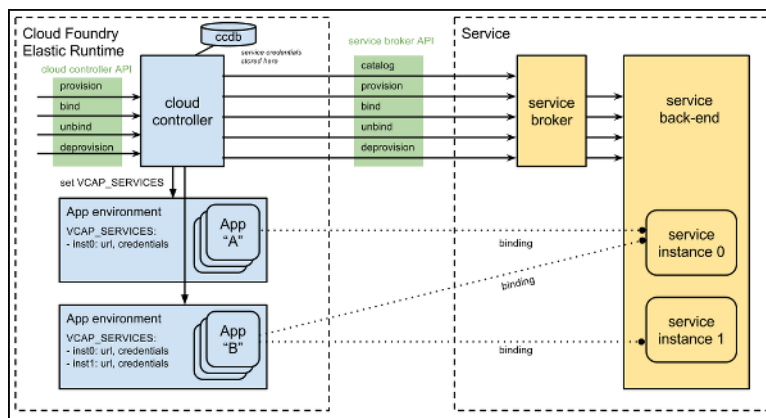 Cloud Foundry
Elastic Runtime
ccdb
service credentials
stored here
cloud controller API
provision
bind
unbind
deprovision
cloud
controller
service broker API
catalog
provision
bind
unbind
deprovision
Service
service
broker
service
back-end
set VCAP_SERVICES
App environment
VCAP_SERVICES:
- inst0: url, credentials
App
"A"
binding
service
instance 0
binding
App environment
VCAP_SERVICES:
- inst0: url, credentials
- inst1: url, credentials
App
"B"
binding
service
instance 1